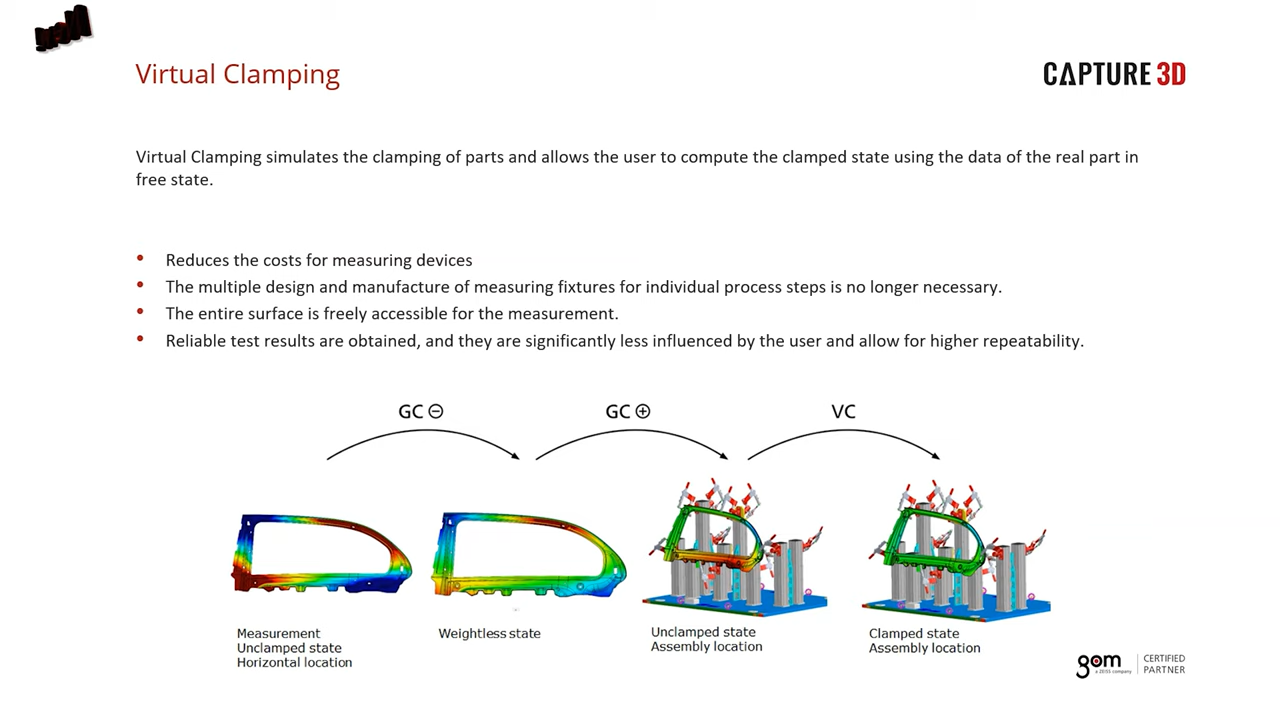 Virtual Clamping
CAPTURE 3D
Virtual Clamping simulates the clamping of parts and allows the user to compute the clamped state using the data of the real part in
free state.
• Reduces the costs for measuring devices
• The multiple design and manufacture of measuring fixtures for individual process steps is no longer necessary.
• The entire surface is freely accessible for the measurement.
• Reliable test results are obtained, and they are significantly less influenced by the user and allow for higher repeatability.
GC ⊖
GC ⊕
VC
Measurement
Unclamped state
Horizontal location
Weightless state
Unclamped state
Assembly location
Clamped state
Assembly location
gom
a ZEISS company
CERTIFIED
PARTNER